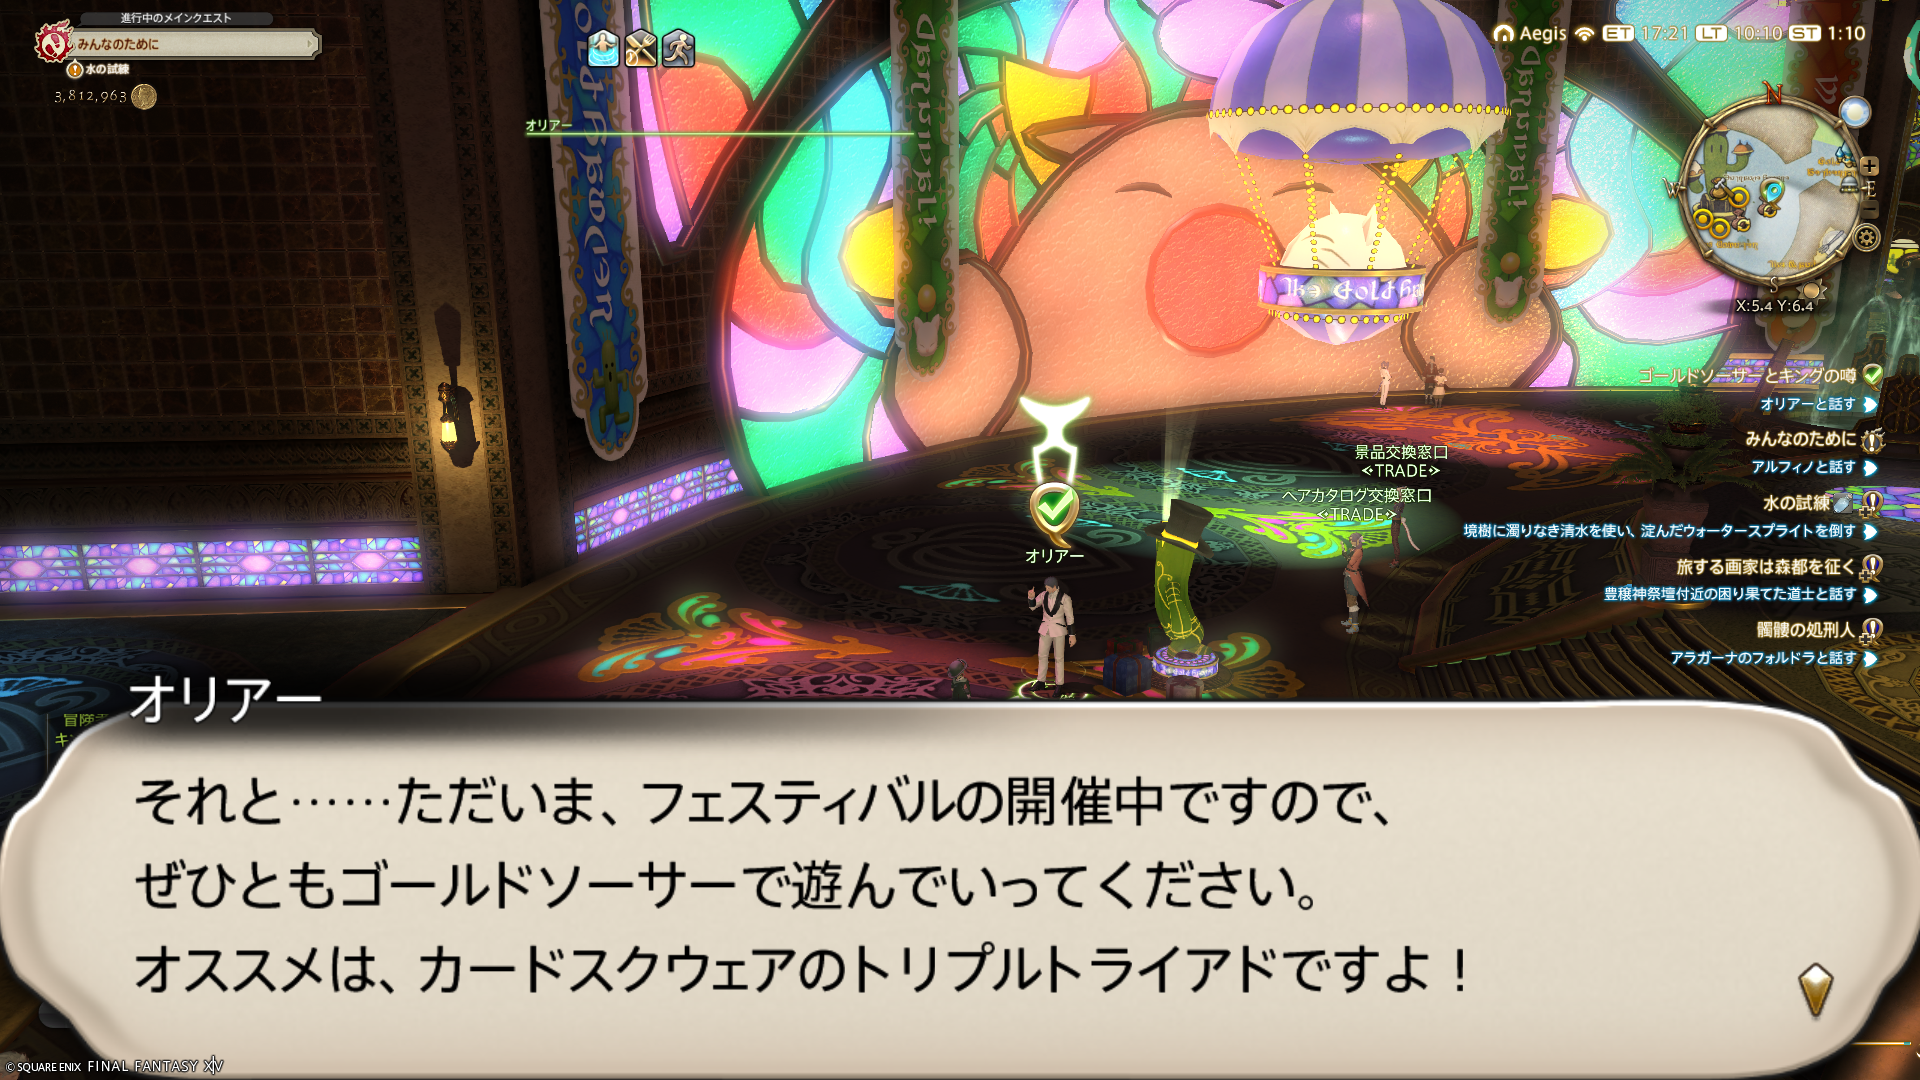 進行中のメインクエスト
みんなのために
水の試練
3,812,963
オリアー
Aegis ET 17:21 LT 10:10 ST 1:10
N
W
E
S
X:5.4 Y:6.4
The Gold
ゴールドソーサーとキングの噂
オリアーと話す
みんなのために
アルフィノと話す
水の試練
境樹に濁りなき清水を使い、淀んだウォータースプライトを倒す
旅する画家は森都を征く
豊穣神祭壇付近の困り果てた道士と話す
髑髏の処刑人
アラガーナのフォルドラと話す
景品交換窓口
<TRADE>
ヘアカタログ交換窓口
<TRADE>
オリアー
オリアー
それと……ただいま、フェスティバルの開催中ですので、
ぜひともゴールドソーサーで遊んでいってください。
オススメは、カードスクウェアのトリプルトライアドですよ！
© SQUARE ENIX FINAL FANTASY XIV